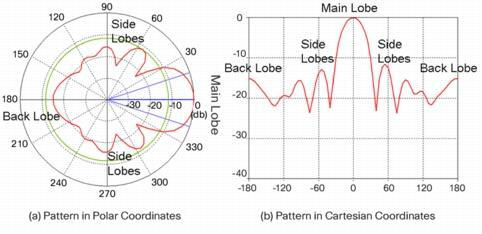 90
120
60
Side
Lobes
150
30
180
-30
-20
-10
0
(db)
Back Lobe
210
330
Side
Lobes
240
300
270
Main Lobe
(a) Pattern in Polar Coordinates
Main Lobe
0
-10
-20
-30
-40
Side
Lobes
Side
Lobes
Back Lobe
Back Lobe
-180
-120
-60
0
60
120
180
(b) Pattern in Cartesian Coordinates